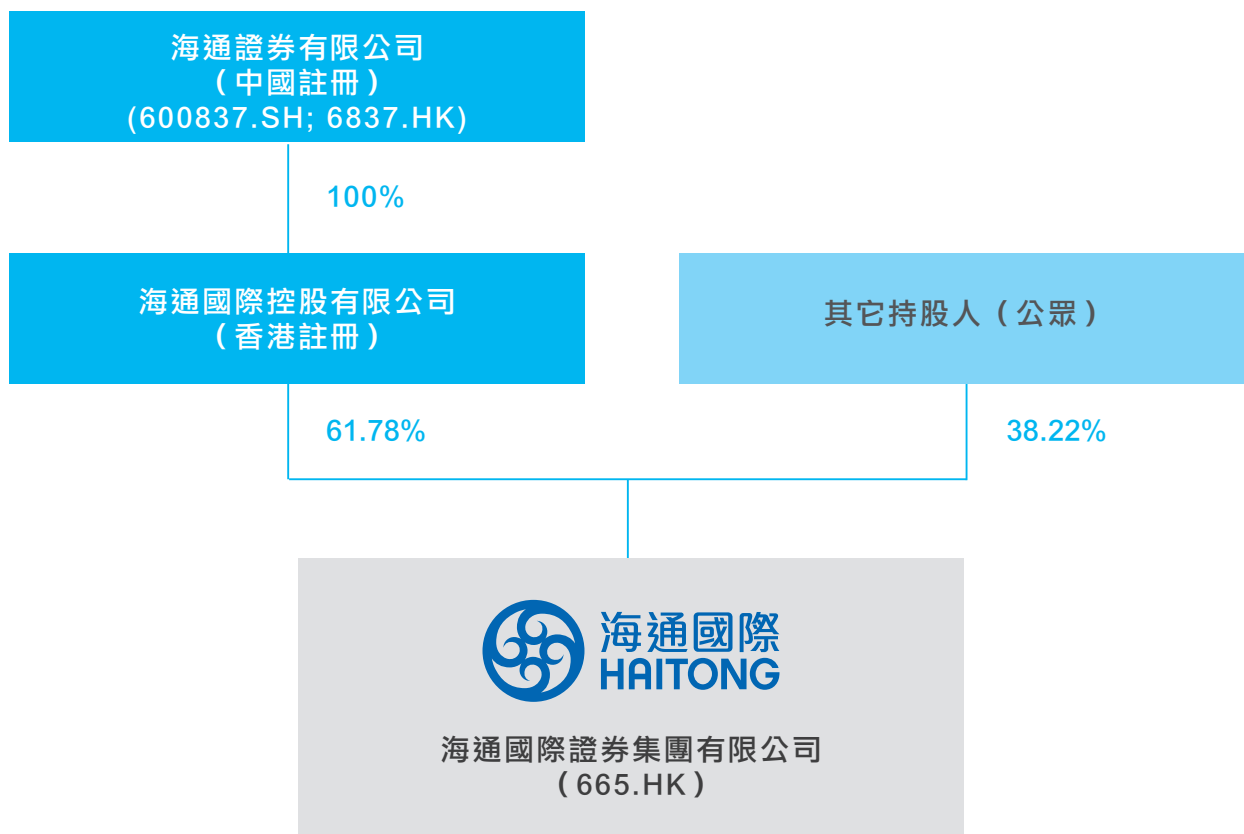 海通證券有限公司
（中國註冊）
(600837.SH; 6837.HK)
100%
海通國際控股有限公司
（香港註冊）
其它持股人（公眾）
61.78%
38.22%
海通國際
HAITONG
海通國際證券集團有限公司
（665.HK）